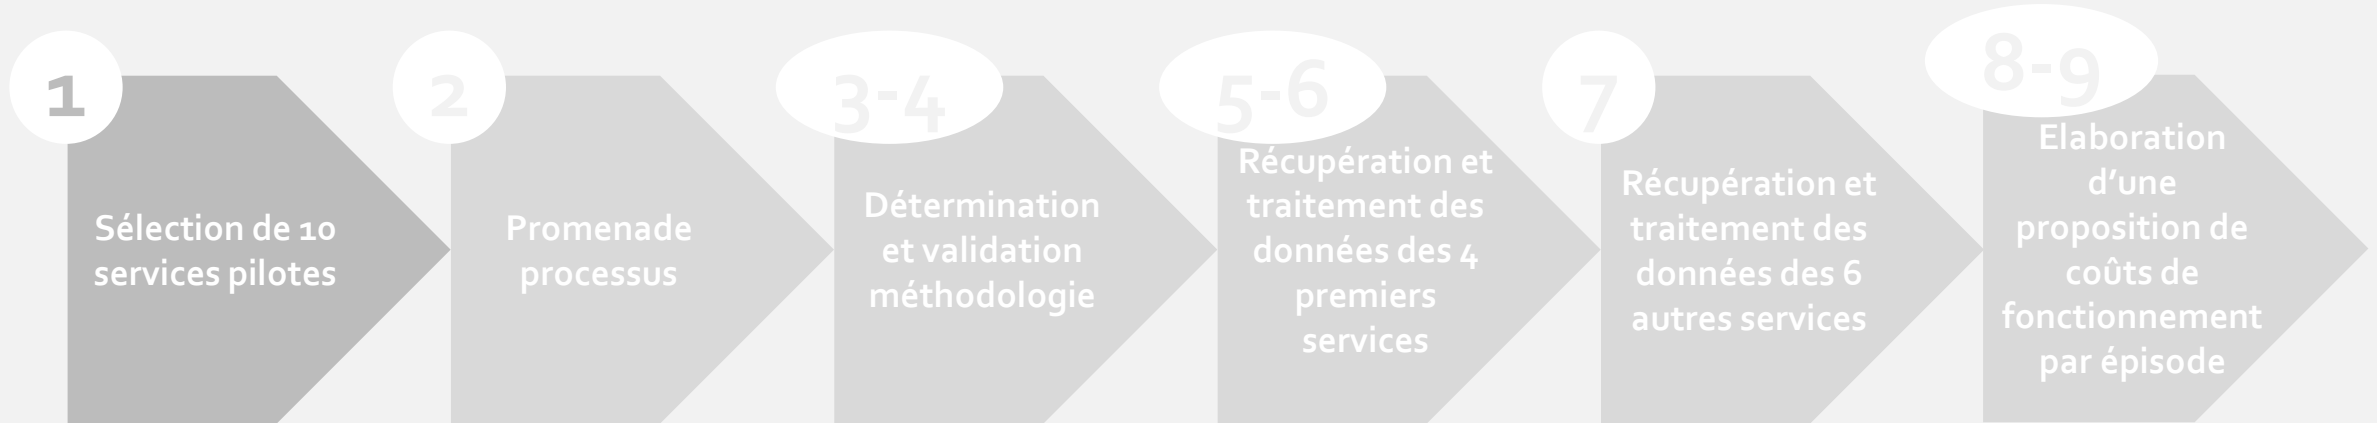 1
Sélection de 10
services pilotes
2
Promenade
processus
3-4
Détermination
et validation
méthodologie
5-6
Récupération et
traitement des
données des 4
premiers
services
7
Récupération et
traitement des
données des 6
autres services
8-9
Elaboration
d’une
proposition de
coûts de
fonctionnement
par épisode